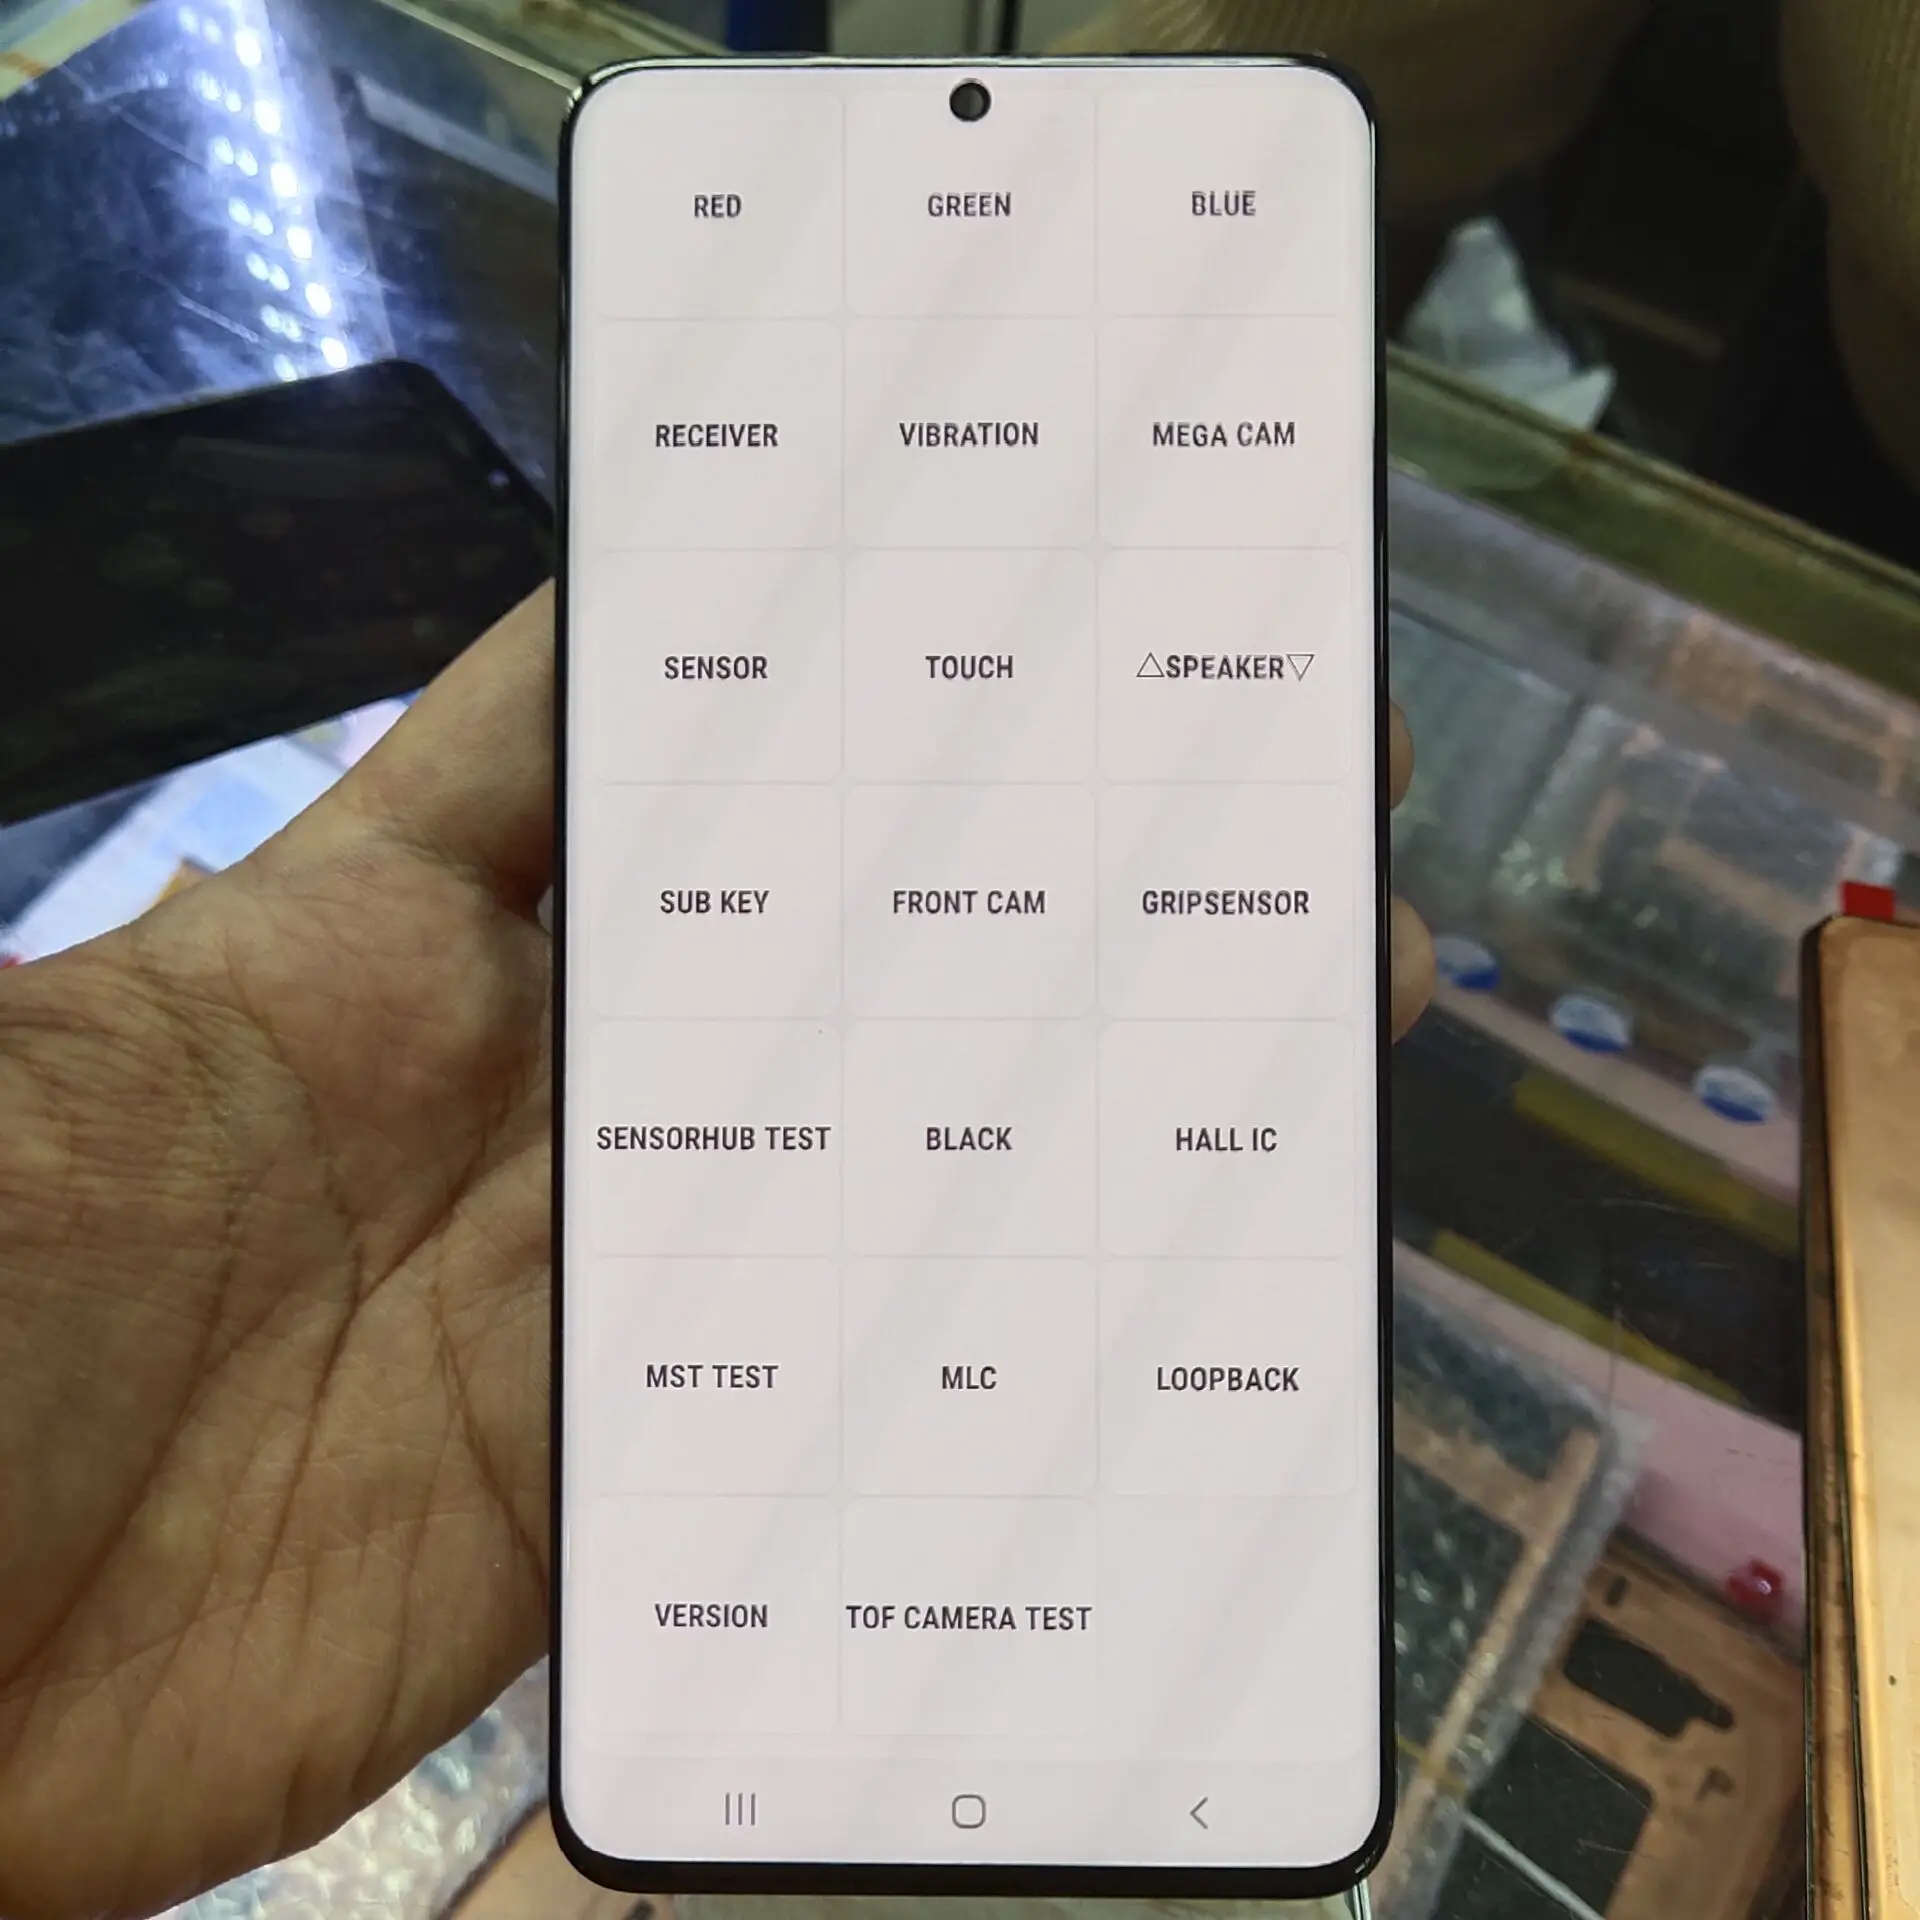 RED
GREEN
BLUE
RECEIVER
VIBRATION
MEGA CAM
SENSOR
TOUCH
△SPEAKER▽
SUB KEY
FRONT CAM
GRIPSENSOR
SENSORHUB TEST
BLACK
HALL IC
MST TEST
MLC
LOOPBACK
VERSION
TOF CAMERA TEST